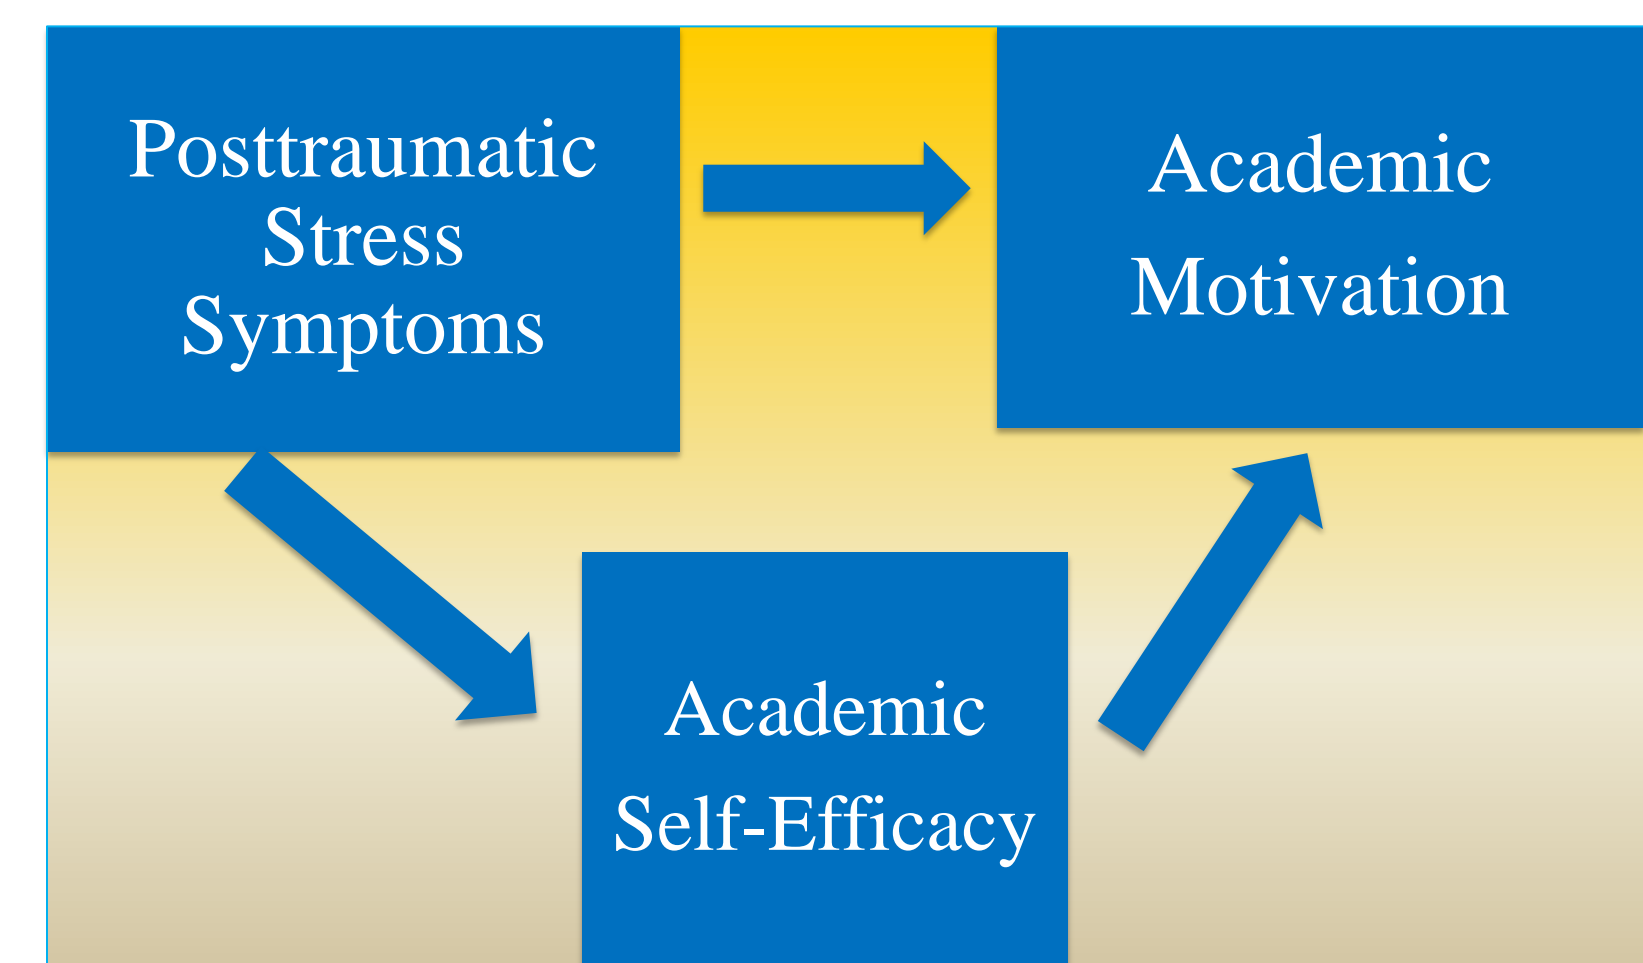 Posttraumatic
Stress
Symptoms
Academic
Motivation
Academic
Self-Efficacy